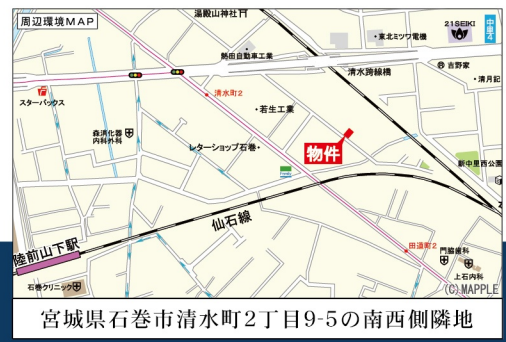 周辺環境MAP
湯殿山神社
21SEIKI
中里4
東北ミツワ電機
熱田自動車工業
吉野家
清水跨線橋
清月記
スターバックス
清水町2
若生工業
森消化器
内科外科
レターショップ石巻
物件
新中里西公園
仙石線
陸前山下駅
田道町2
門脇歯科
上石内科
石巻クリニック
(C)MAPPLE
宮城県石巻市清水町2丁目9-5の南西側隣地